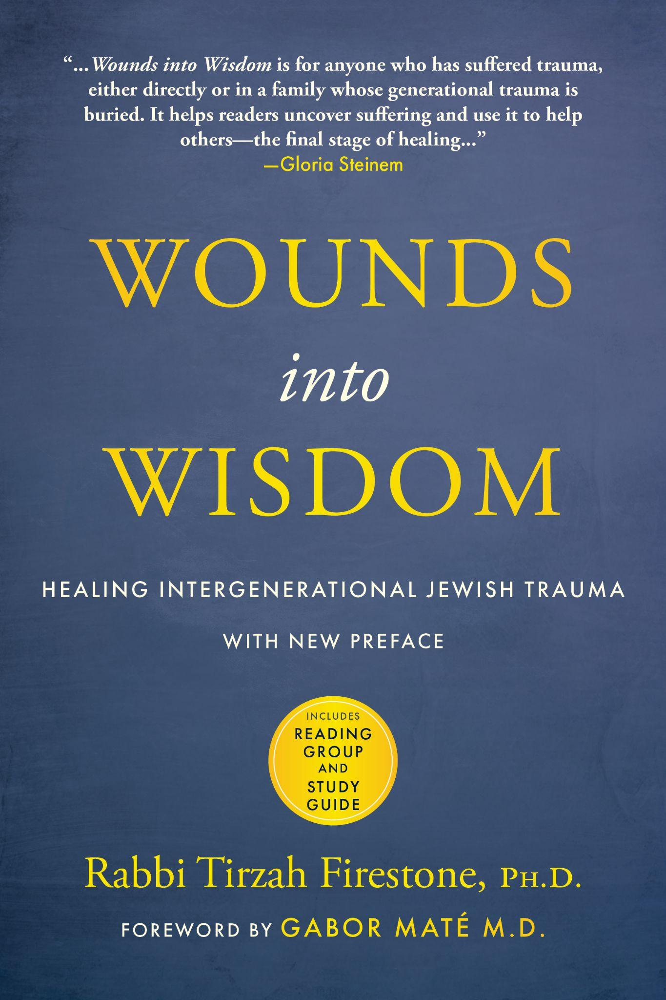 “...Wounds into Wisdom is for anyone who has suffered trauma,
either directly or in a family whose generational trauma is
buried. It helps readers uncover suffering and use it to help
others—the final stage of healing...”
—Gloria Steinem
WOUNDS
into
WISDOM
HEALING INTERGENERATIONAL JEWISH TRAUMA
WITH NEW PREFACE
INCLUDES
READING
GROUP
AND
STUDY
GUIDE
Rabbi Tirzah Firestone, PH.D.
FOREWORD BY GABOR MATÉ M.D.